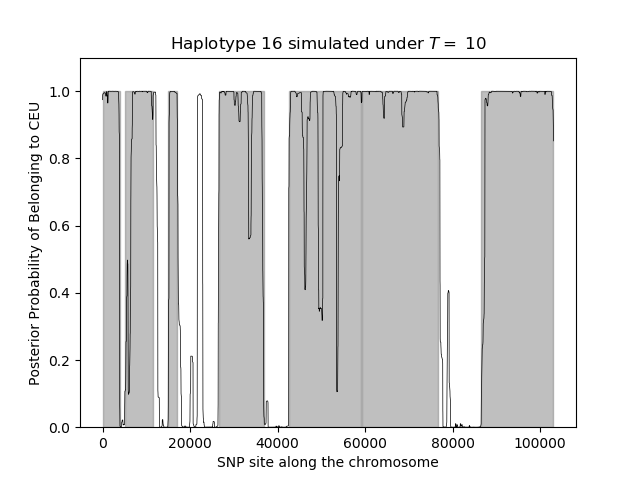 Haplotype 16 simulated under T = 10
Posterior Probability of Belonging to CEU
1.0
0.8
0.6
0.4
0.2
0.0
0 20000 40000 60000 80000 100000
SNP site along the chromosome